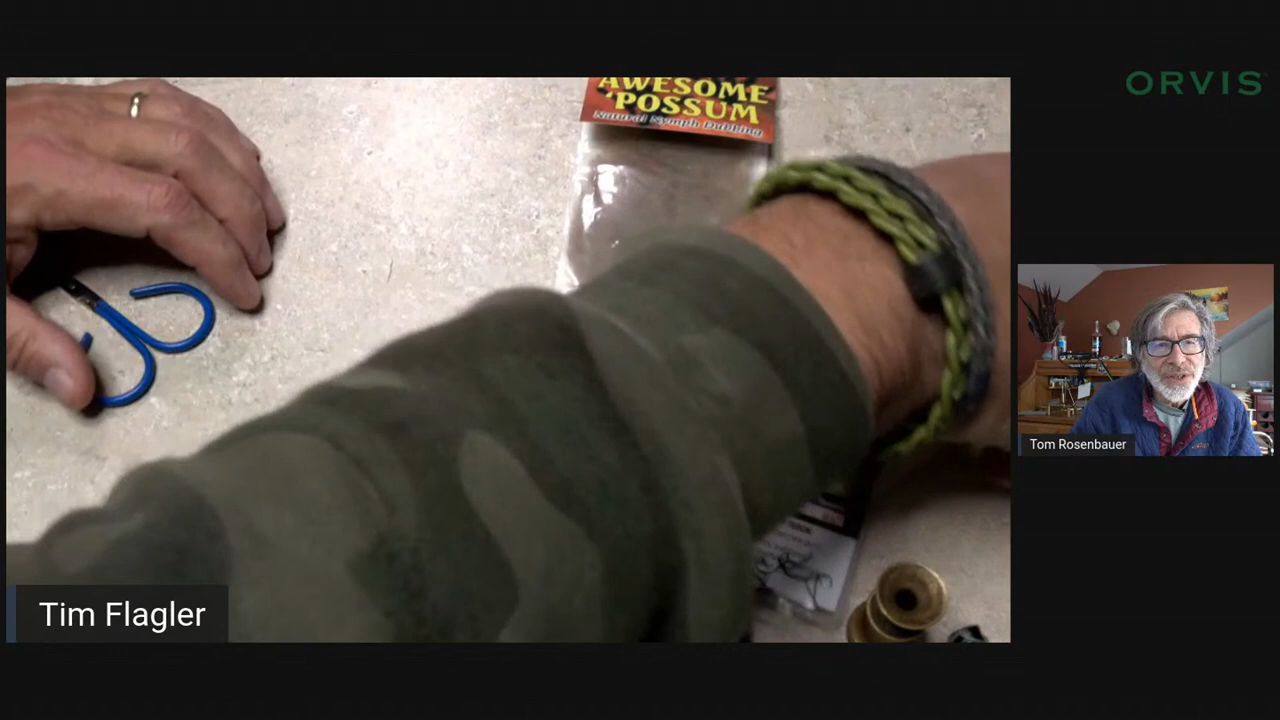 ORVIS
AWESOME
'POSSUM
Natural Nymph Dubbing
Tom Rosenbauer
Tim Flagler